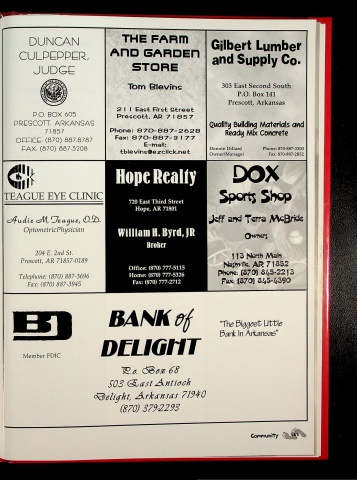 DUNCAN
CULPEPPER,
JUDGE
P.O. BOX 605
PRESCOTT, ARKANSAS
71857
OFFICE (870) 887-8787
FAX: (870) 887-3208
THE FARM
AND GARDEN
STORE
Tom Blevins
211 East First Street
Prescott, AR 71857
Phone: 870-887-2628
Fax: 870-887-3177
E-mail:
tblevins@ezclick.net
Gilbert Lumber
and Supply Co.
303 East Second South
P.O. Box 141
Prescott, Arkansas
Quality Building Materials and
Ready Mix Concrete
Donnie Dillard Phone: 870-887-3300
Owner/Manager Fax: 870-887-2852
TEAGUE EYE CLINIC
Audie M. Teague, O.D.
Optometric Physician
204 E. 2nd St.
Prescott, AR 71857-0189
Telephone: (870) 887-3696
Fax: (870) 887-3945
Hope Realty
720 East Third Street
Hope, AR 71801
William H. Byrd, JR
Broker
Office: (870) 777-5115
Home: (870) 777-5326
Fax: (870) 777-2712
DOX
Sports Shop
Jeff and Terra McBride
Owners
113 North Main
Nashville, AR 71852
Phone: (870) 845-2213
Fax: (870) 845-6390
BD
Member FDIC
BANK of
DELIGHT
P.o. Box 68
503 East Antioch
Delight, Arkansas 71940
(870) 379-2293
"The Biggest Little
Bank In Arkansas"
Community